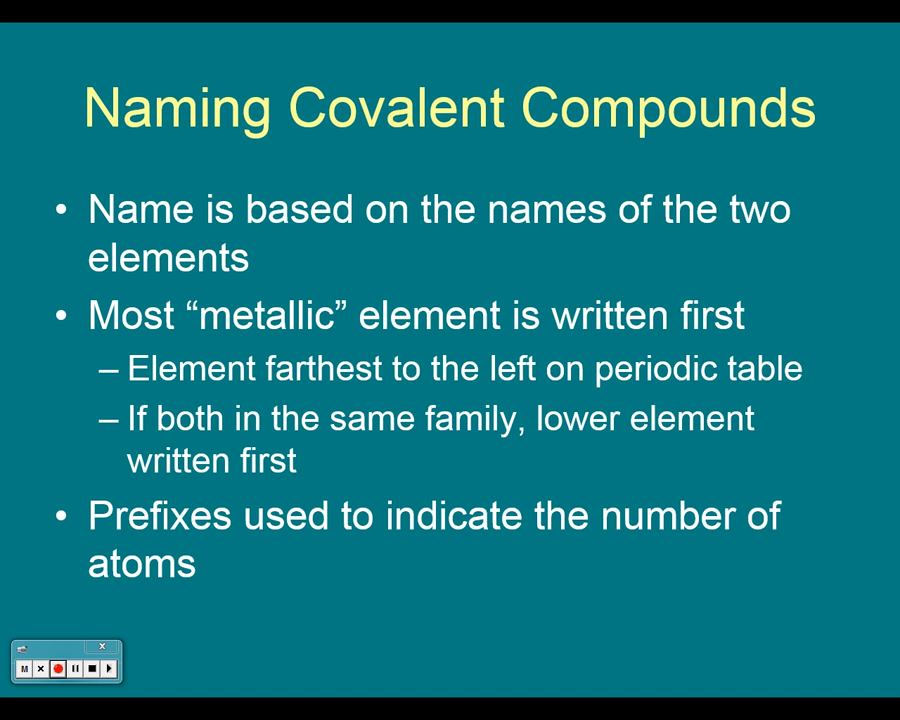 Naming Covalent Compounds
• Name is based on the names of the two
elements
• Most “metallic” element is written first
– Element farthest to the left on periodic table
– If both in the same family, lower element
written first
• Prefixes used to indicate the number of
atoms
M